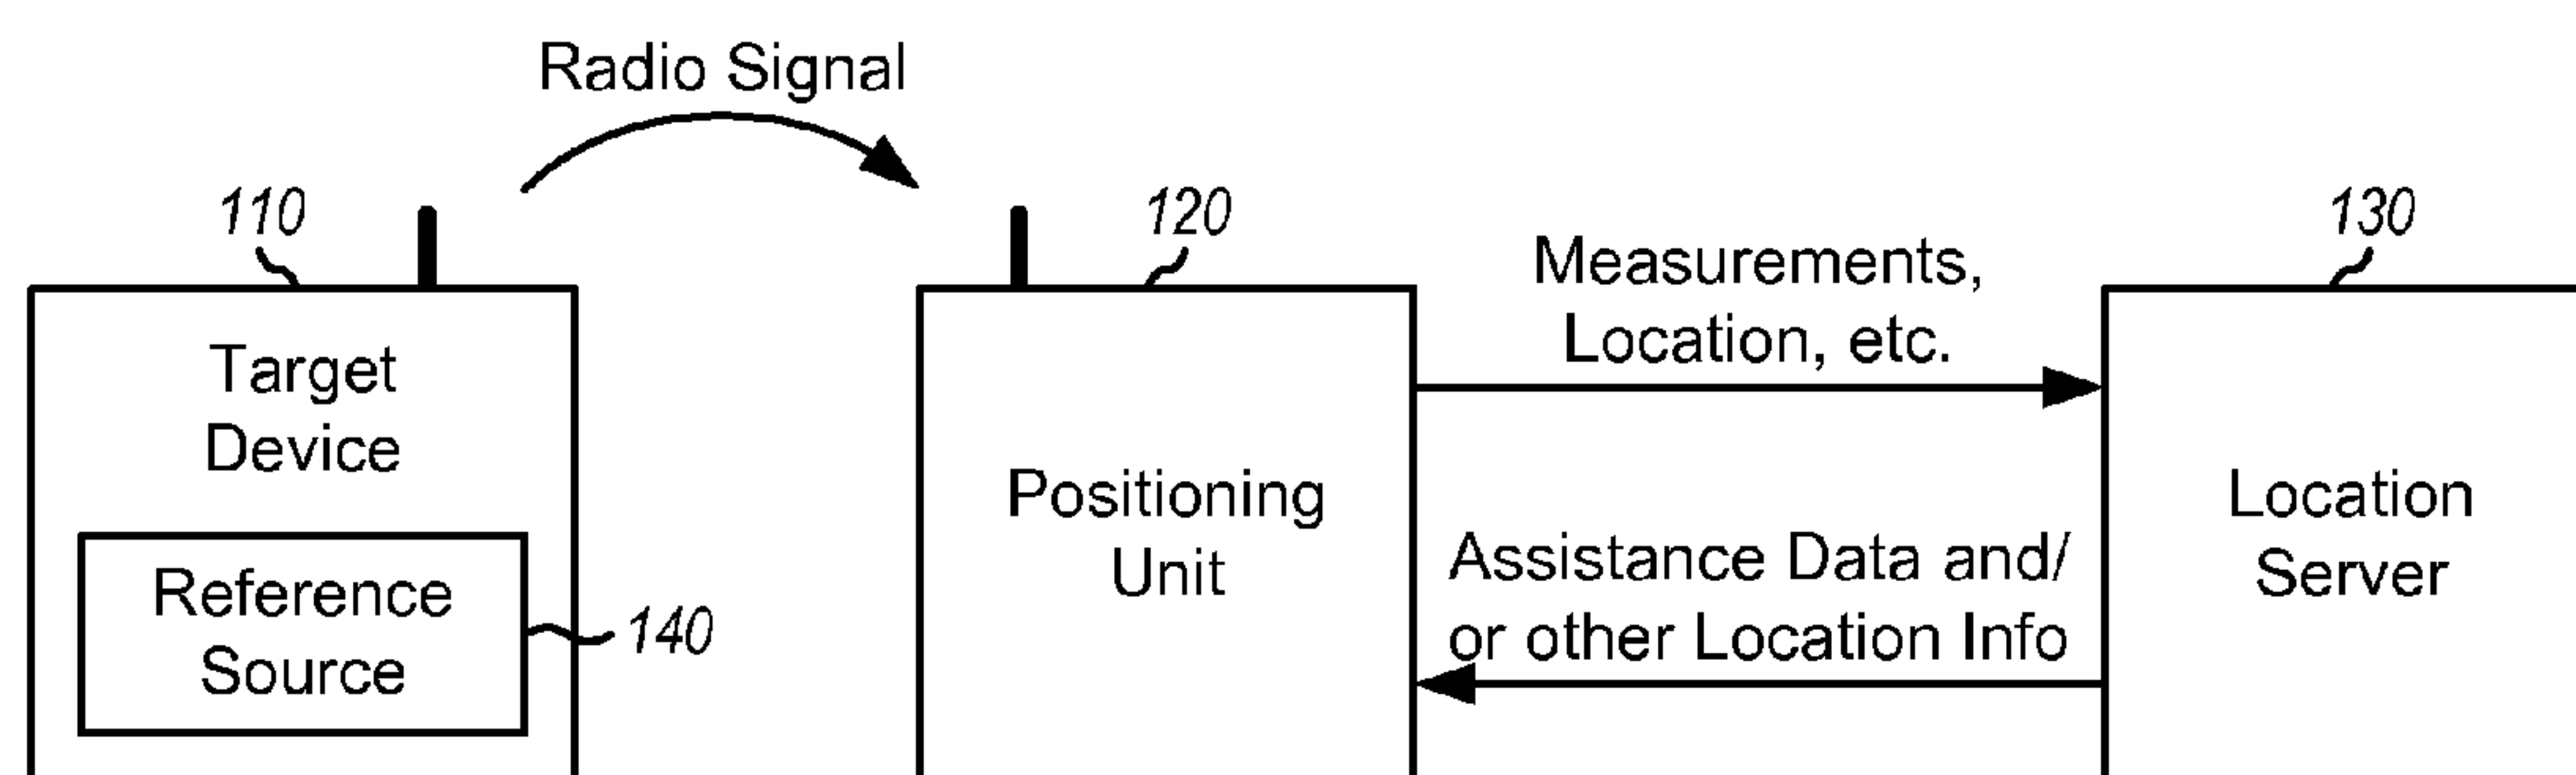 Radio Signal
110
120
130
Measurements,
Location, etc.
Target
Device
Positioning
Unit
Location
Server
Assistance Data and/
or other Location Info
Reference
Source
140